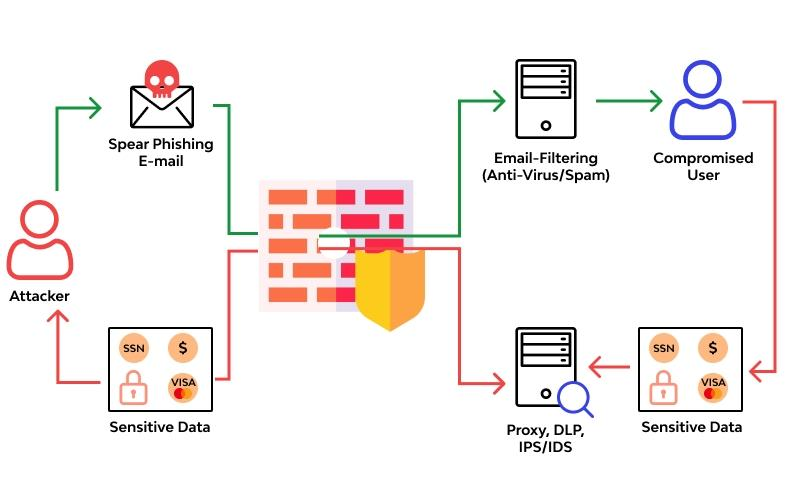 Spear Phishing
E-mail
Email-Filtering
(Anti-Virus/Spam)
Compromised
User
Attacker
SSN
$
VISA
Sensitive Data
Proxy, DLP,
IPS/IDS
SSN
$
VISA
Sensitive Data